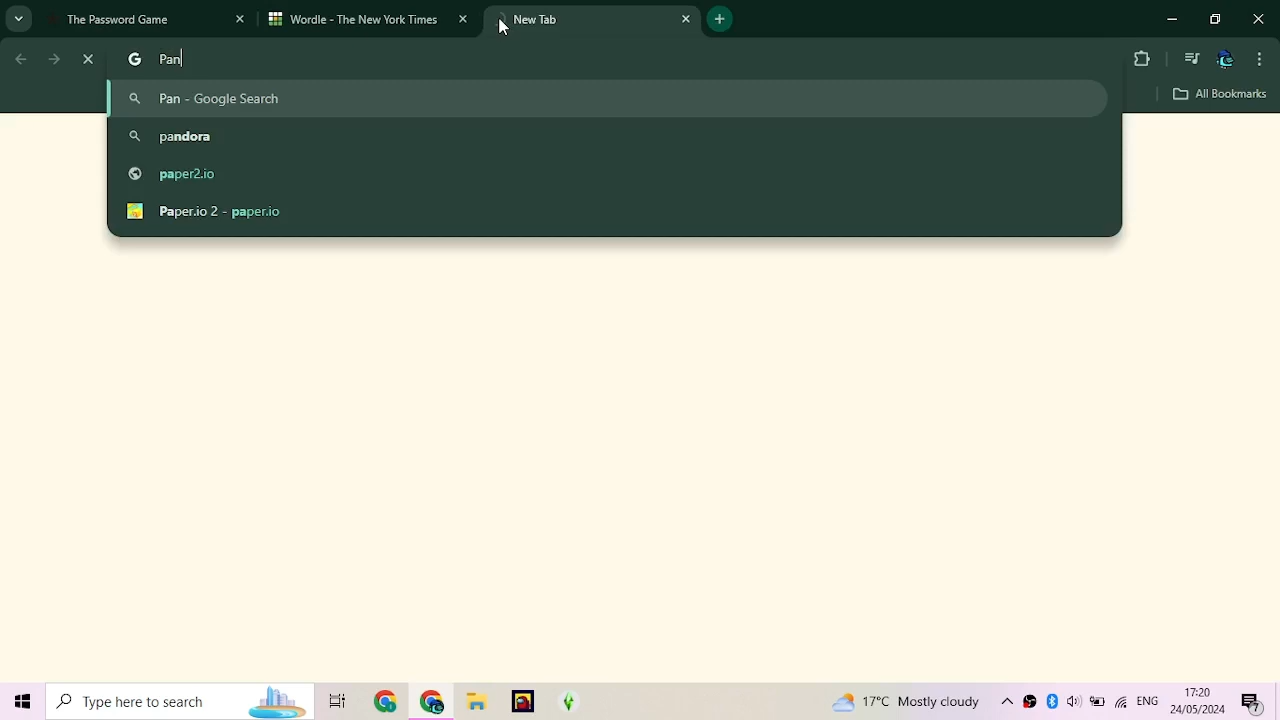 The Password Game
Wordle - The New York Times
New Tab
Pan
Pan - Google Search
pandora
paper2.io
Paper.io 2 - paper.io
All Bookmarks
Type here to search
17°C Mostly cloudy
ENG
17:20
24/05/2024
7